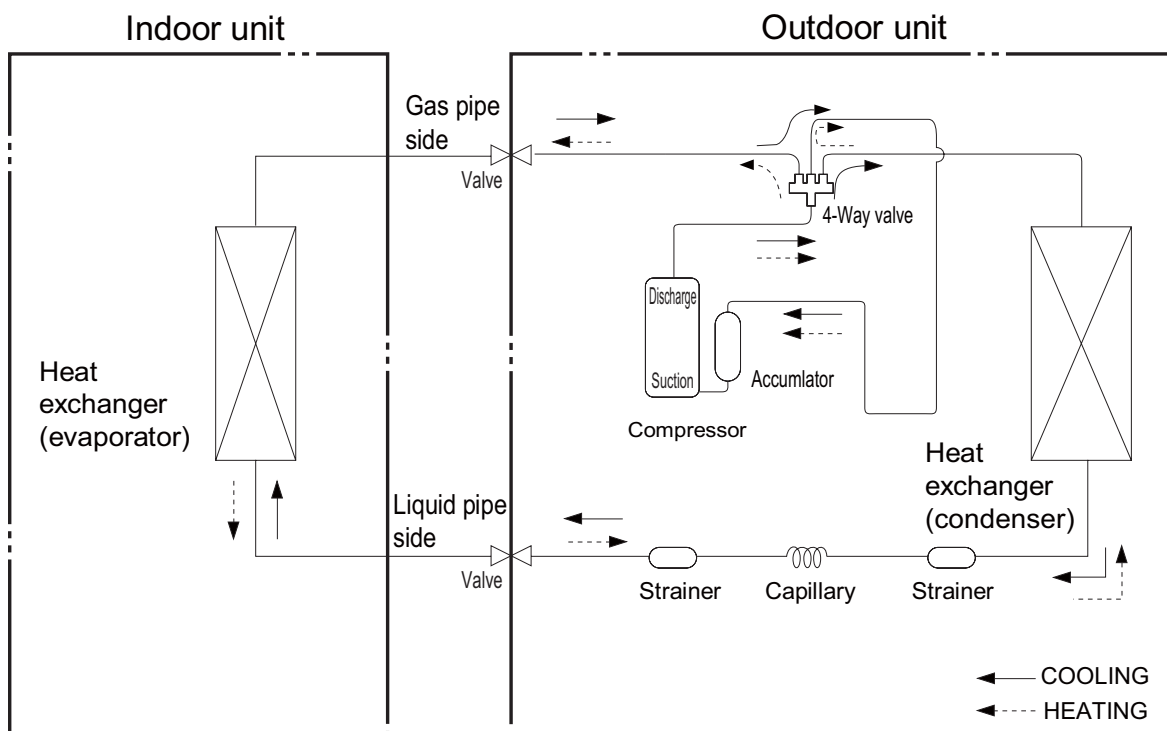 Indoor unit
Outdoor unit
Gas pipe
side
Valve
4-Way valve
Discharge
Suction
Accumlator
Compressor
Heat
exchanger
(evaporator)
Heat
exchanger
(condenser)
Liquid pipe
side
Valve
Strainer
Capillary
Strainer
COOLING
HEATING